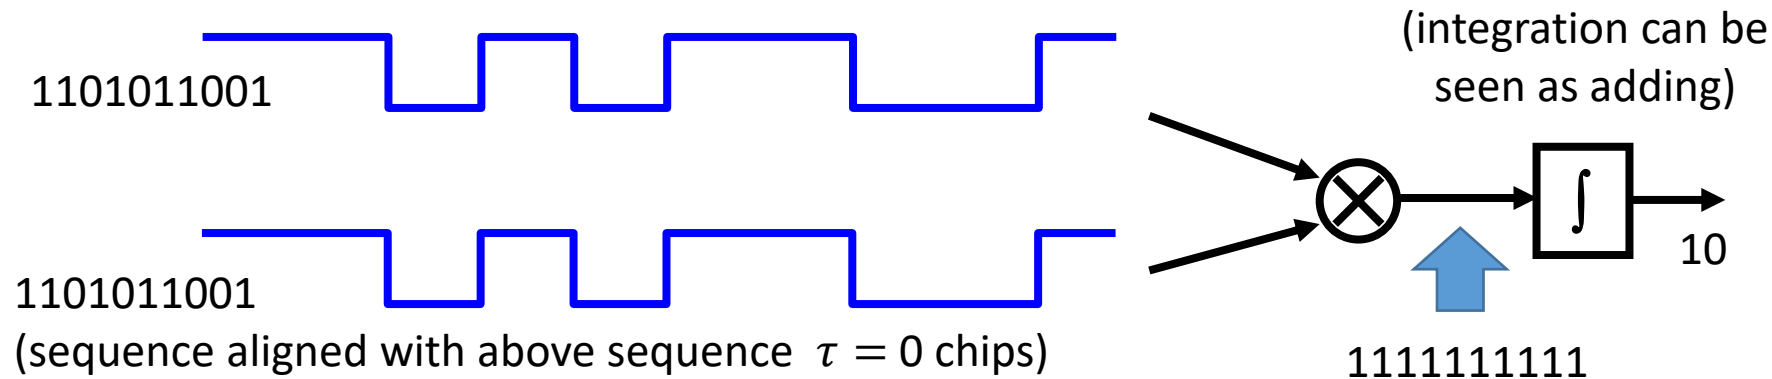 (integration can be
seen as adding)
1101011001
∫
10
1101011001
(sequence aligned with above sequence τ = 0 chips)
1111111111